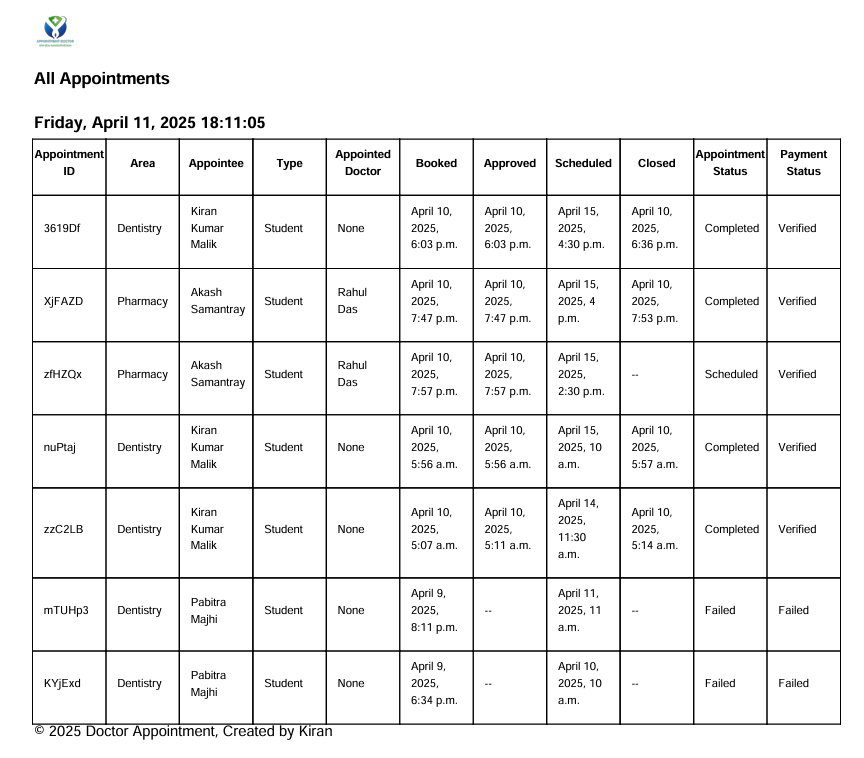 APPOINTMENT DOCTOR
All Appointments
Friday, April 11, 2025 18:11:05
Appointment ID Area Appointee Type Appointed Doctor Booked Approved Scheduled Closed Appointment Status Payment Status
3619Df Dentistry Kiran Kumar Malik Student None April 10, 2025, 6:03 p.m. April 10, 2025, 6:03 p.m. April 15, 2025, 4:30 p.m. April 10, 2025, 6:36 p.m. Completed Verified
XjFAZD Pharmacy Akash Samantray Student Rahul Das April 10, 2025, 7:47 p.m. April 10, 2025, 7:47 p.m. April 15, 2025, 4 p.m. April 10, 2025, 7:53 p.m. Completed Verified
zfHZQx Pharmacy Akash Samantray Student Rahul Das April 10, 2025, 7:57 p.m. April 10, 2025, 7:57 p.m. April 15, 2025, 2:30 p.m. -- Scheduled Verified
nuPtaj Dentistry Kiran Kumar Malik Student None April 10, 2025, 5:56 a.m. April 10, 2025, 5:56 a.m. April 15, 2025, 10 a.m. April 10, 2025, 5:57 a.m. Completed Verified
zzC2LB Dentistry Kiran Kumar Malik Student None April 10, 2025, 5:07 a.m. April 10, 2025, 5:11 a.m. April 14, 2025, 11:30 a.m. April 10, 2025, 5:14 a.m. Completed Verified
mTUHp3 Dentistry Pabitra Majhi Student None April 9, 2025, 8:11 p.m. -- April 11, 2025, 11 a.m. -- Failed Failed
KYjExd Dentistry Pabitra Majhi Student None April 9, 2025, 6:34 p.m. -- April 10, 2025, 10 a.m. -- Failed Failed
© 2025 Doctor Appointment, Created by Kiran